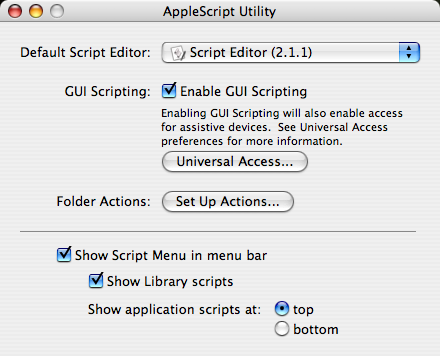 AppleScript Utility
Default Script Editor: Script Editor (2.1.1)
GUI Scripting: Enable GUI Scripting
Enabling GUI Scripting will also enable access
for assistive devices. See Universal Access
preferences for more information.
Universal Access...
Folder Actions: Set Up Actions...
Show Script Menu in menu bar
Show Library scripts
Show application scripts at: top
bottom